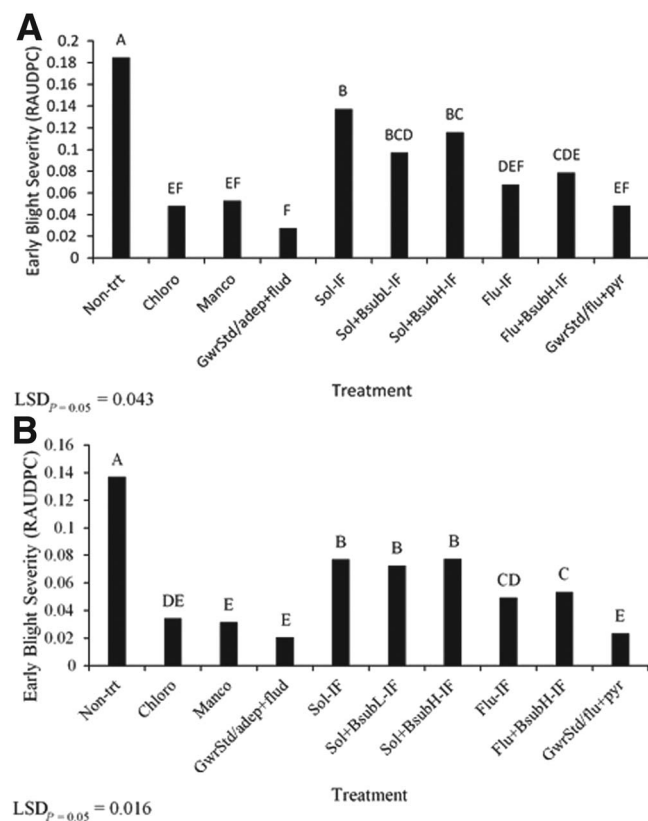 A
Early Blight Severity (RAUDPC)
0.2
0.18
0.16
0.14
0.12
0.1
0.08
0.06
0.04
0.02
0
A
EF
EF
F
B
BCD
BC
DEF
CDE
EF
Non-trt
Chloro
Manco
GwrStd/adep+flud
Sol-IF
Sol+BsubL-IF
Sol+BsubH-IF
Flu-IF
Flu+BsubH-IF
GwrStd/flu+pyr
Treatment
LSD P = 0.05 = 0.043
B
Early Blight Severity (RAUDPC)
0.16
0.14
0.12
0.1
0.08
0.06
0.04
0.02
0
A
DE
E
E
B
B
B
CD
C
E
Non-trt
Chloro
Manco
GwrStd/adep+flud
Sol-IF
Sol+BsubL-IF
Sol+BsubH-IF
Flu-IF
Flu+BsubH-IF
GwrStd/flu+pyr
Treatment
LSD P = 0.05 = 0.016